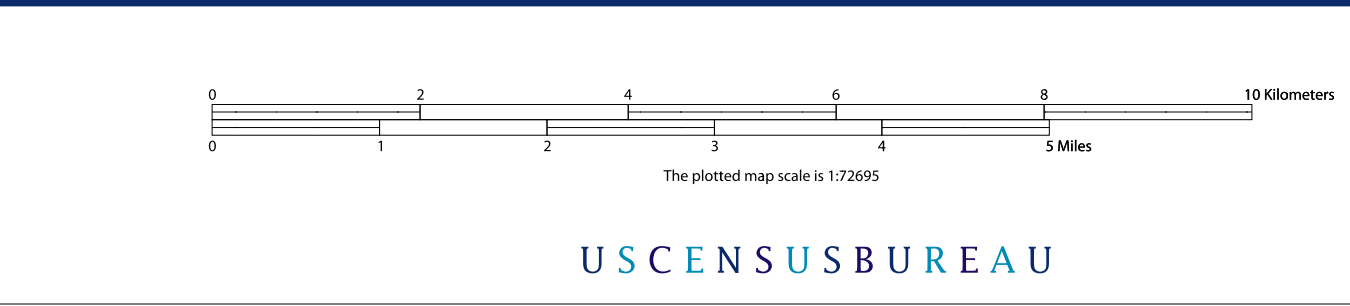 0 2 4 6 8 10 Kilometers
0 1 2 3 4 5 Miles
The plotted map scale is 1:72695
USCENSUSBUREAU